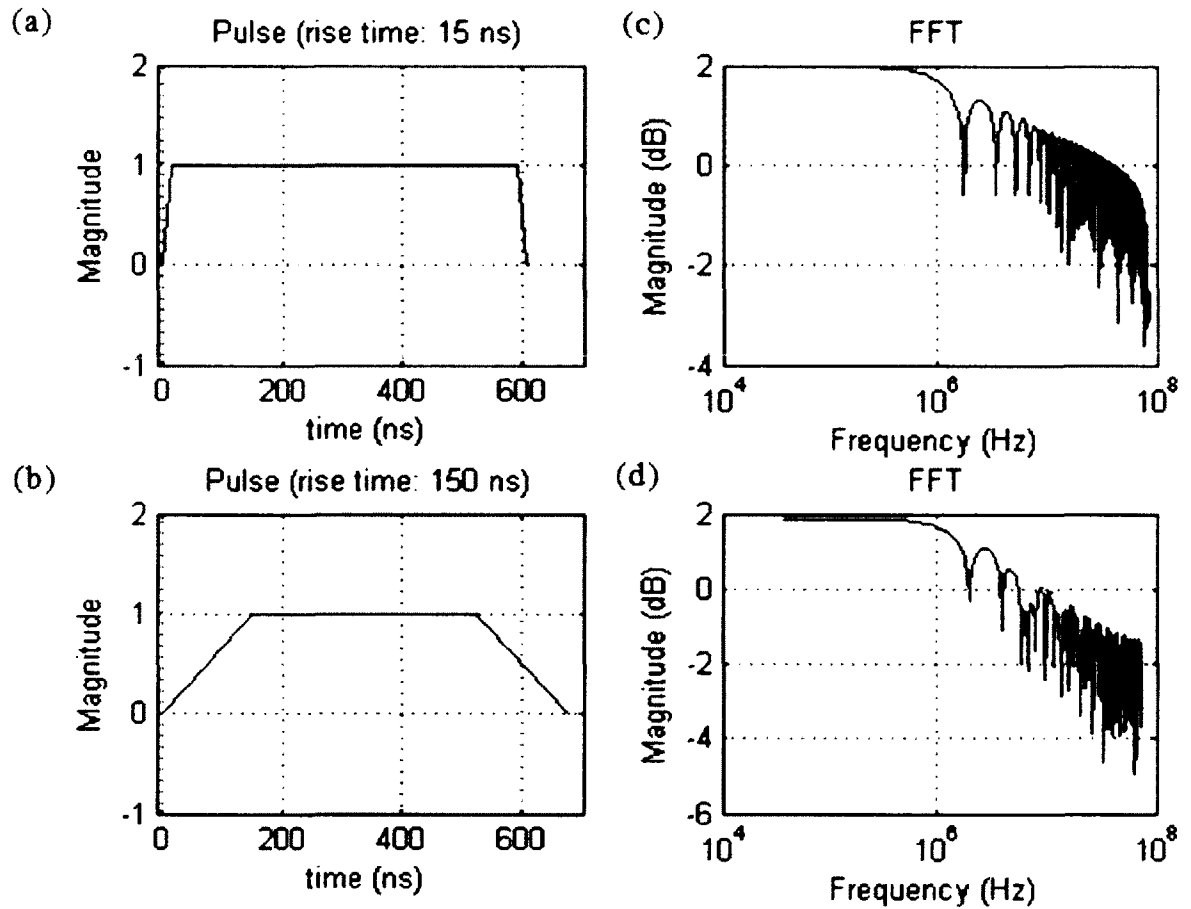 (a)
Pulse (rise time: 15 ns)
2
1
0
-1
Magnitude
0 200 400 600
time (ns)
(c)
FFT
2
0
-2
-4
Magnitude (dB)
10^4 10^6 10^8
Frequency (Hz)
(b)
Pulse (rise time: 150 ns)
2
1
0
-1
Magnitude
0 200 400 600
time (ns)
(d)
FFT
2
0
-2
-4
-6
Magnitude (dB)
10^4 10^6 10^8
Frequency (Hz)